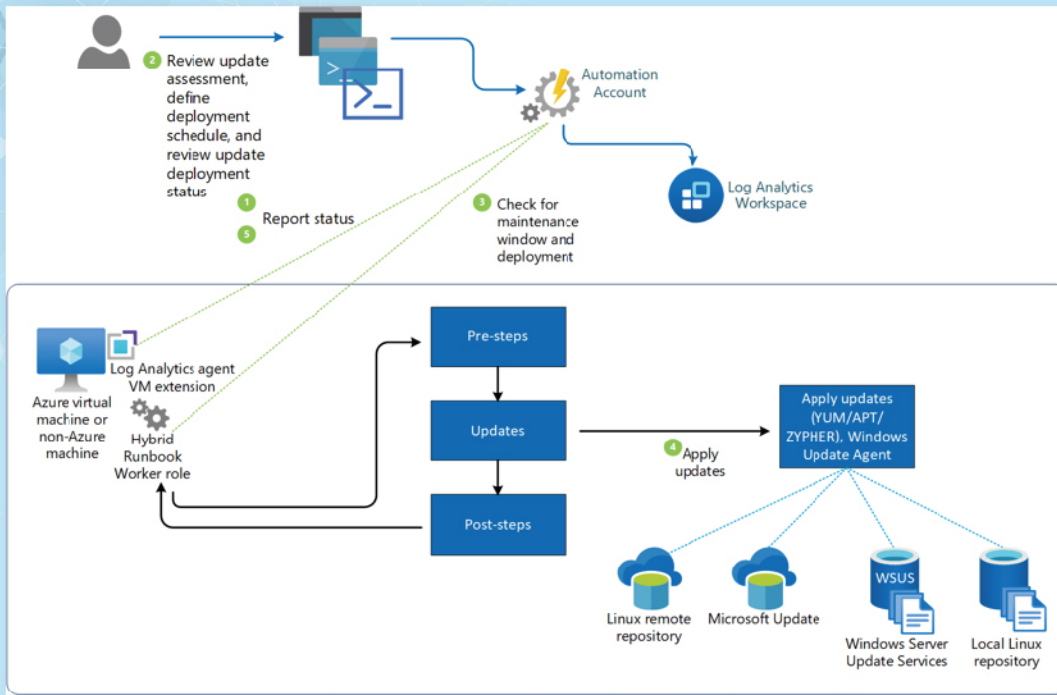 2
Review update
assessment,
define
deployment
schedule, and
review update
deployment
status
>_
>_
Automation
Account
Log Analytics
Workspace
1
5
Report status
3
Check for
maintenance
window and
deployment
Log Analytics agent
VM extension
Azure virtual
machine or
non-Azure
machine
Hybrid
Runbook
Worker role
Pre-steps
Updates
Post-steps
4
Apply
updates
Apply updates
(YUM/APT/
ZYPHER), Windows
Update Agent
Linux remote
repository
Microsoft Update
WSUS
Windows Server
Update Services
Local Linux
repository